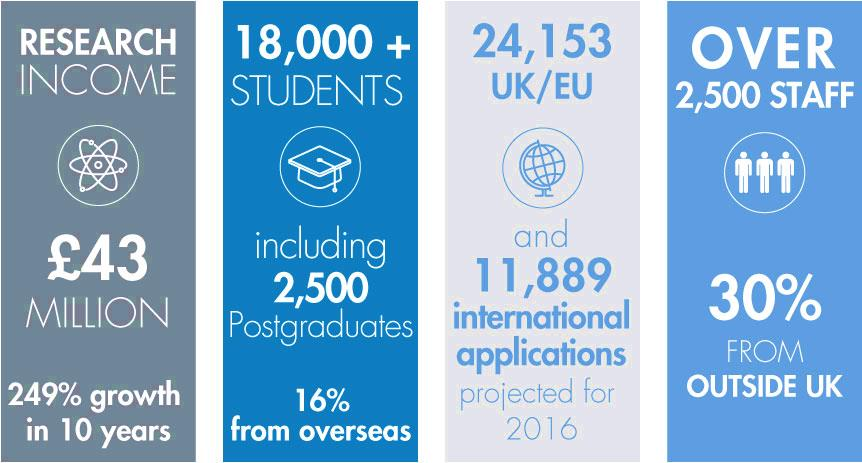 RESEARCH
INCOME
£43
MILLION
249% growth
in 10 years
18,000 +
STUDENTS
including
2,500
Postgraduates
16%
from overseas
24,153
UK/EU
and
11,889
international
applications
projected for
2016
OVER
2,500 STAFF
30%
FROM
OUTSIDE UK